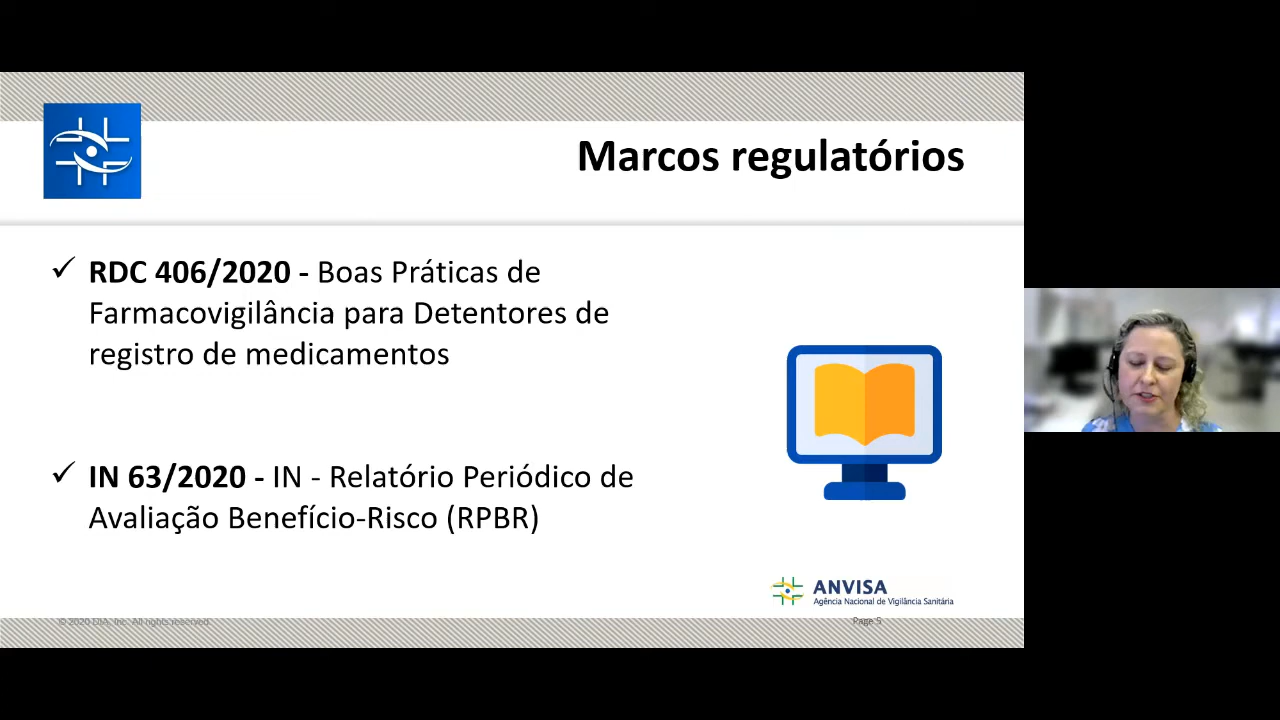 Marcos regulatórios
✓ RDC 406/2020 - Boas Práticas de
Farmacovigilância para Detentores de
registro de medicamentos
✓ IN 63/2020 - IN - Relatório Periódico de
Avaliação Benefício-Risco (RPBR)
ANVISA
Agência Nacional de Vigilância Sanitária
© 2020 DIA, Inc. All rights reserved
Page 5